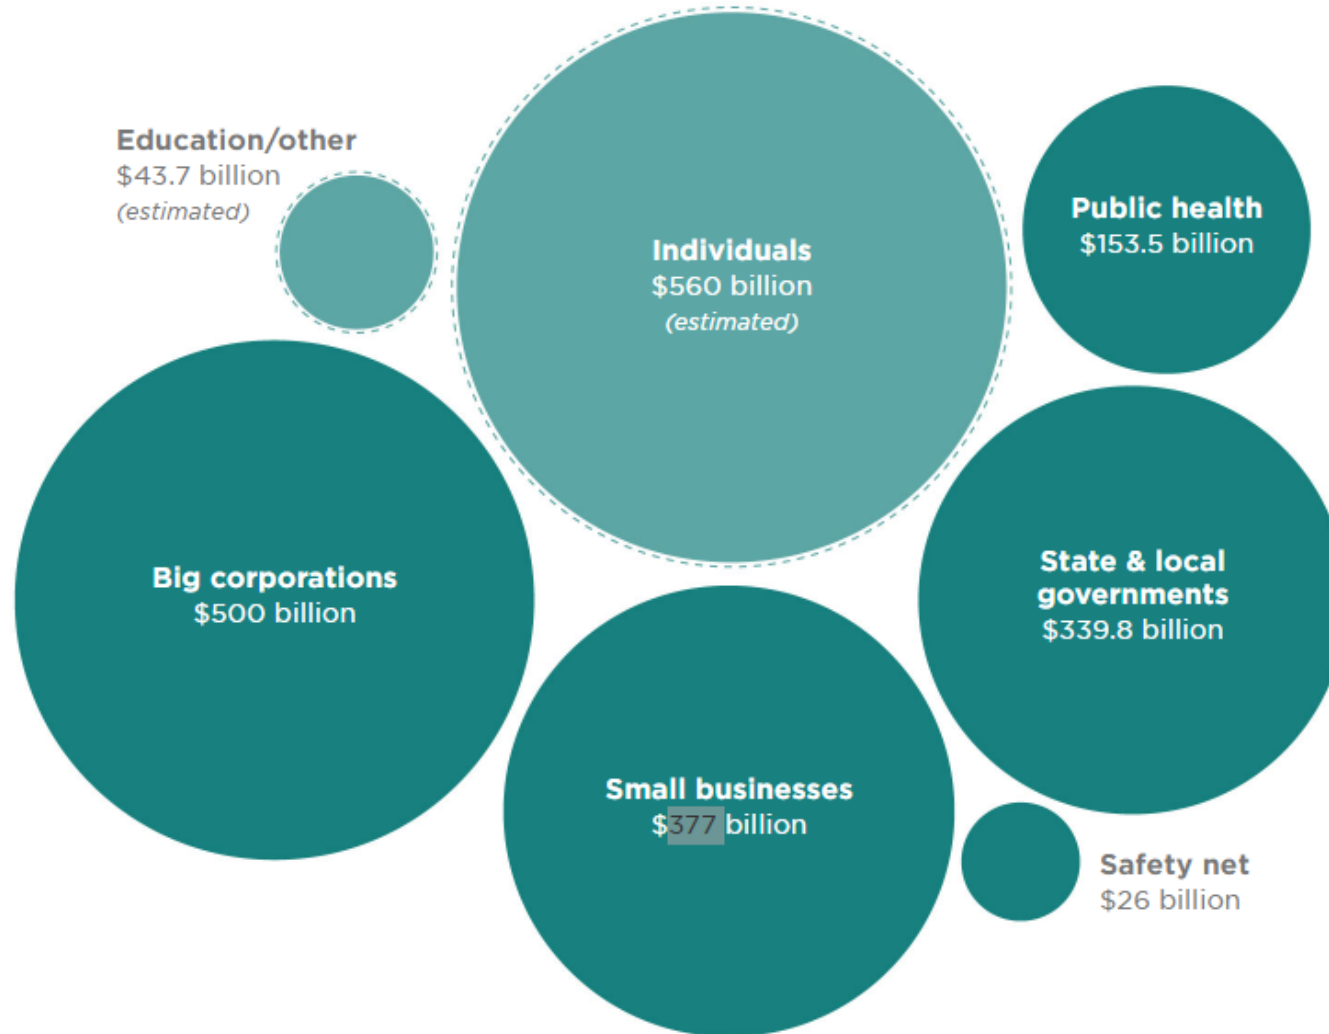 Education/other
$43.7 billion
(estimated)
Individuals
$560 billion
(estimated)
Public health
$153.5 billion
Big corporations
$500 billion
State & local
governments
$339.8 billion
Small businesses
$377 billion
Safety net
$26 billion